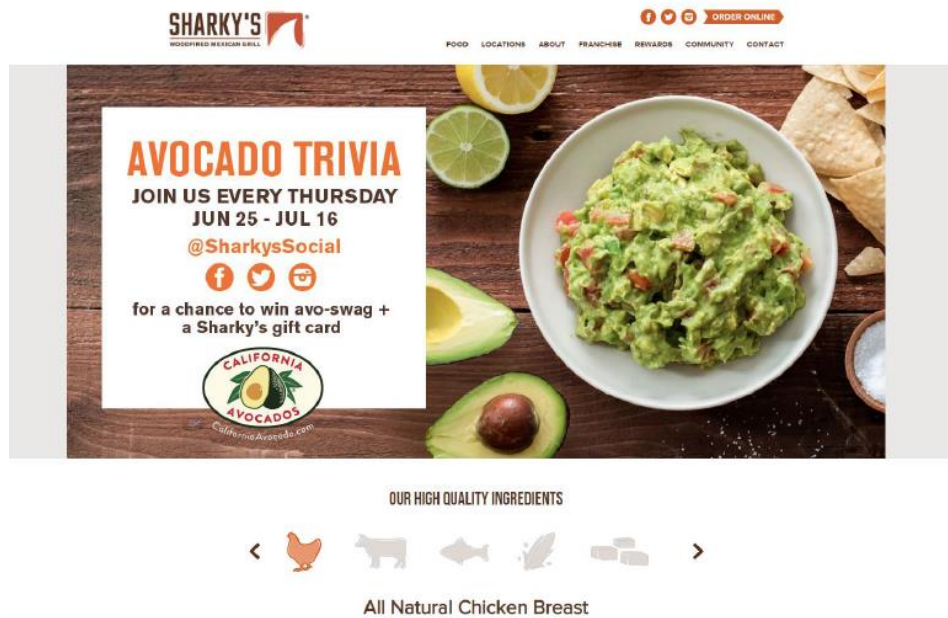 SHARKY'S
WOODFIRED MEXICAN GRILL
ORDER ONLINE
FOOD LOCATIONS ABOUT FRANCHISE REWARDS COMMUNITY CONTACT
AVOCADO TRIVIA
JOIN US EVERY THURSDAY
JUN 25 - JUL 16
@SharkysSocial
for a chance to win avo-swag +
a Sharky's gift card
CALIFORNIA
AVOCADOS
CaliforniaAvocado.com
OUR HIGH QUALITY INGREDIENTS
All Natural Chicken Breast